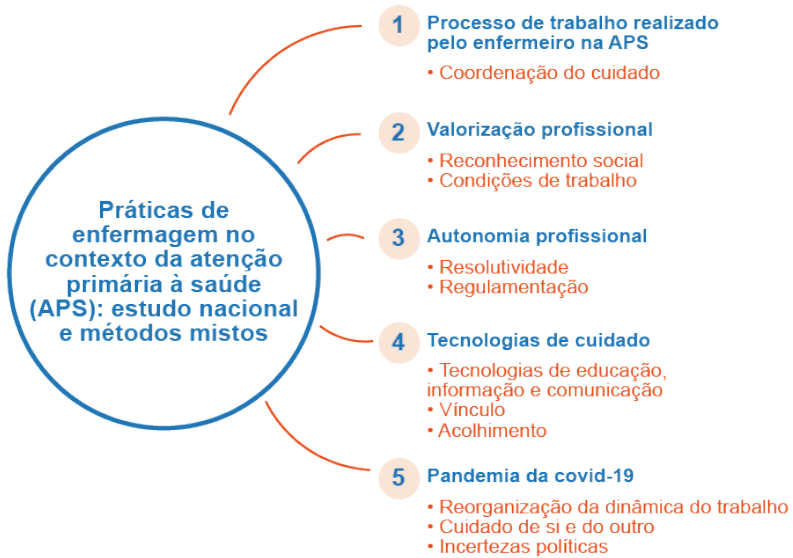 Práticas de
enfermagem no
contexto da atenção
primária à saúde
(APS): estudo nacional
e métodos mistos
1
Processo de trabalho realizado
pelo enfermeiro na APS
• Coordenação do cuidado
2
Valorização profissional
• Reconhecimento social
• Condições de trabalho
3
Autonomia profissional
• Resolutividade
• Regulamentação
4
Tecnologias de cuidado
• Tecnologias de educação,
informação e comunicação
• Vínculo
• Acolhimento
5
Pandemia da covid-19
• Reorganização da dinâmica do trabalho
• Cuidado de si e do outro
• Incertezas políticas